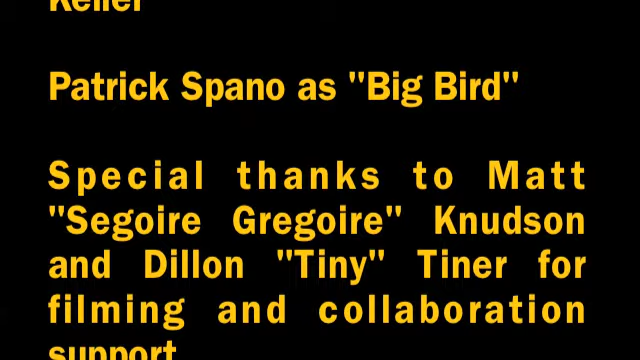 Keller
Patrick Spano as "Big Bird"
Special thanks to Matt
"Segoire Gregoire" Knudson
and Dillon "Tiny" Tiner for
filming and collaboration
support